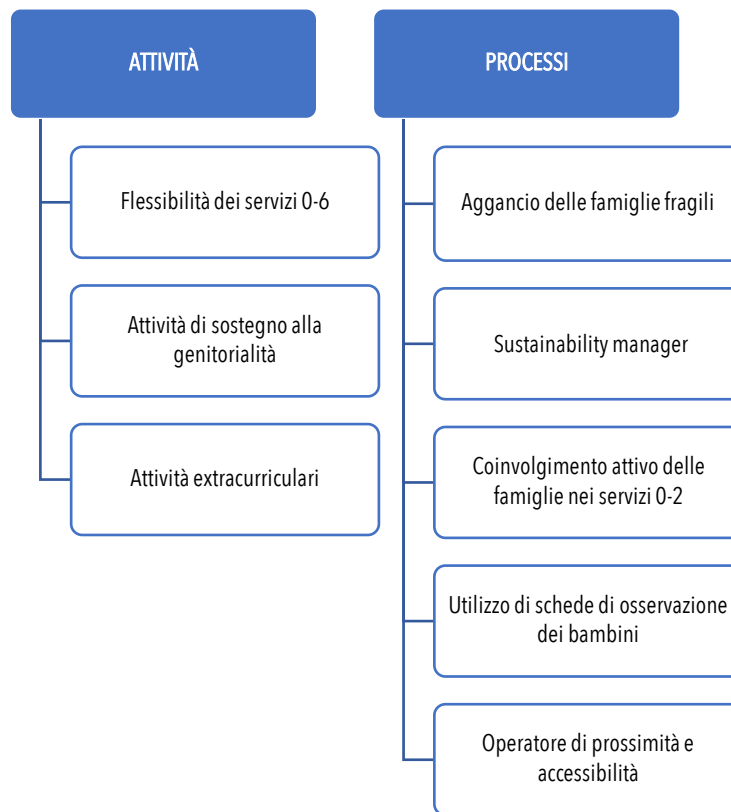 ATTIVITÀ
Flessibilità dei servizi 0-6
Attività di sostegno alla
genitorialità
Attività extracurriculari
PROCESSI
Aggancio delle famiglie fragili
Sustainability manager
Coinvolgimento attivo delle
famiglie nei servizi 0-2
Utilizzo di schede di osservazione
dei bambini
Operatore di prossimità e
accessibilità